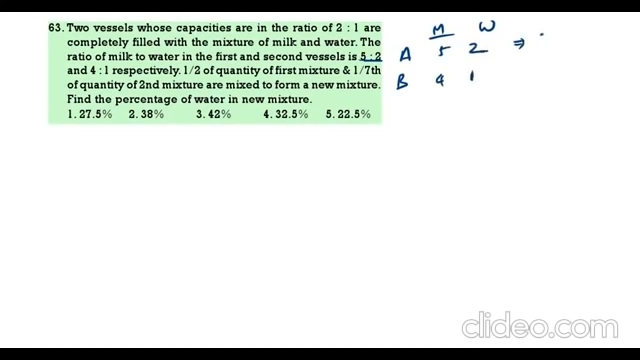 63. Two vessels whose capacities are in the ratio of 2 : 1 are
completely filled with the mixture of milk and water. The
ratio of milk to water in the first and second vessels is 5 : 2
and 4 : 1 respectively. 1/2 of quantity of first mixture & 1/7th
of quantity of 2nd mixture are mixed to form a new mixture.
Find the percentage of water in new mixture.
1. 27.5% 2. 38% 3. 42% 4. 32.5% 5. 22.5%
M W
A 5 2 ⇒
B 4 1
clideo.com